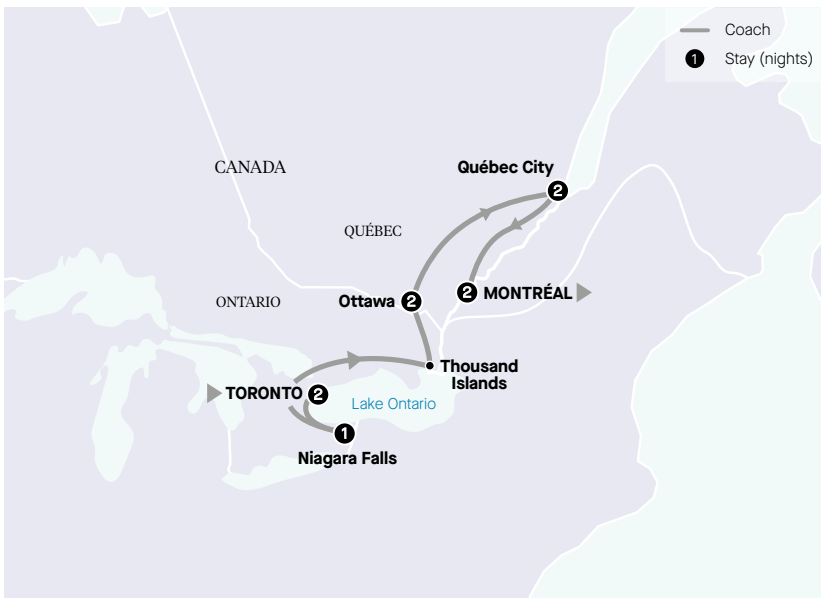 Coach
1 Stay (nights)
CANADA
Québec City
2
QUÉBEC
ONTARIO
Ottawa 2
2 MONTRÉAL
Thousand
Islands
TORONTO 2
Lake Ontario
1
Niagara Falls